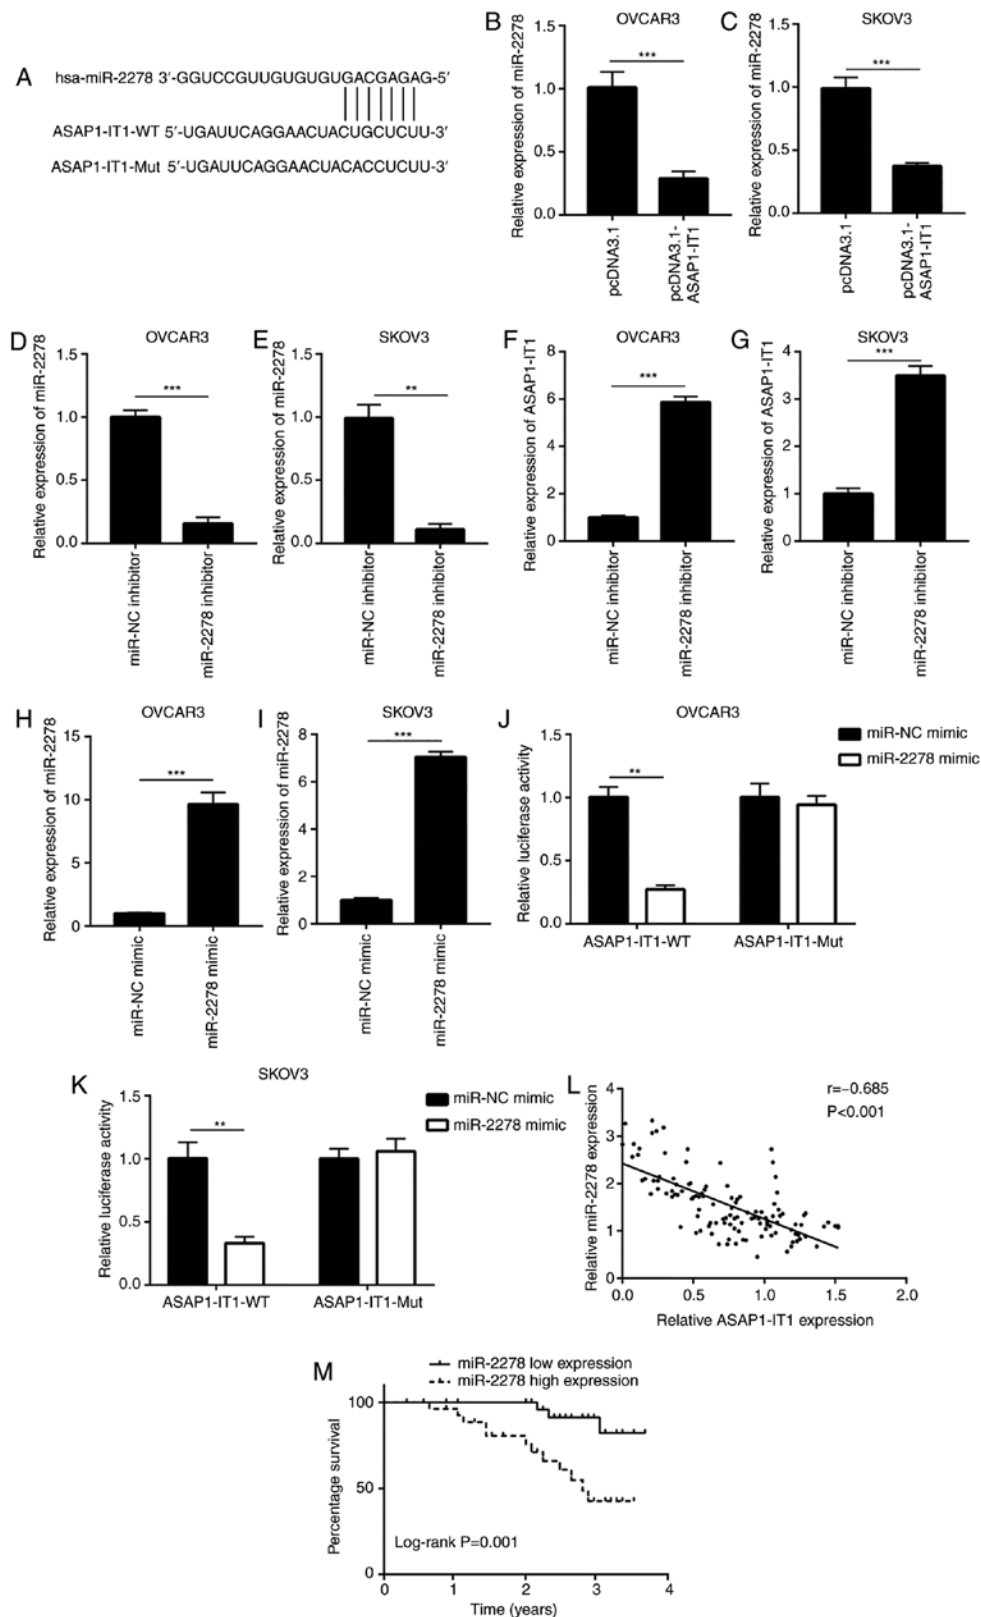 A
hsa-miR-2278 3′-GGUCCGUUGUGUGUGACGAGAG-5′
ASAP1-IT1-WT 5′-UGAUUCAGGAACUACUGCUCUU-3′
ASAP1-IT1-Mut 5′-UGAUUCAGGAACUACACCUCUU-3′
B
OVCAR3
Relative expression of miR-2278
1.5
1.0
0.5
0.0
***
pcDNA3.1
pcDNA3.1-
ASAP1-IT1
C
SKOV3
Relative expression of miR-2278
1.5
1.0
0.5
0.0
***
pcDNA3.1
pcDNA3.1-
ASAP1-IT1
D
OVCAR3
Relative expression of miR-2278
1.5
1.0
0.5
0.0
***
miR-NC inhibitor
miR-2278 inhibitor
E
SKOV3
Relative expression of miR-2278
1.5
1.0
0.5
0.0
**
miR-NC inhibitor
miR-2278 inhibitor
F
OVCAR3
Relative expression of ASAP1-IT1
8
6
4
2
0
***
miR-NC inhibitor
miR-2278 inhibitor
G
SKOV3
Relative expression of ASAP1-IT1
4
3
2
1
0
***
miR-NC inhibitor
miR-2278 inhibitor
H
OVCAR3
Relative expression of miR-2278
15
10
5
0
***
miR-NC mimic
miR-2278 mimic
I
SKOV3
Relative expression of miR-2278
8
6
4
2
0
***
miR-NC mimic
miR-2278 mimic
J
OVCAR3
Relative luciferase activity
1.5
1.0
0.5
0.0
**
ASAP1-IT1-WT
ASAP1-IT1-Mut
miR-NC mimic
miR-2278 mimic
K
SKOV3
Relative luciferase activity
1.5
1.0
0.5
0.0
**
ASAP1-IT1-WT
ASAP1-IT1-Mut
miR-NC mimic
miR-2278 mimic
L
Relative miR-2278 expression
4
3
2
1
0
r=-0.685
P<0.001
0.0
0.5
1.0
1.5
2.0
Relative ASAP1-IT1 expression
M
miR-2278 low expression
miR-2278 high expression
Percentage survival
100
50
0
Log-rank P=0.001
0
1
2
3
4
Time (years)